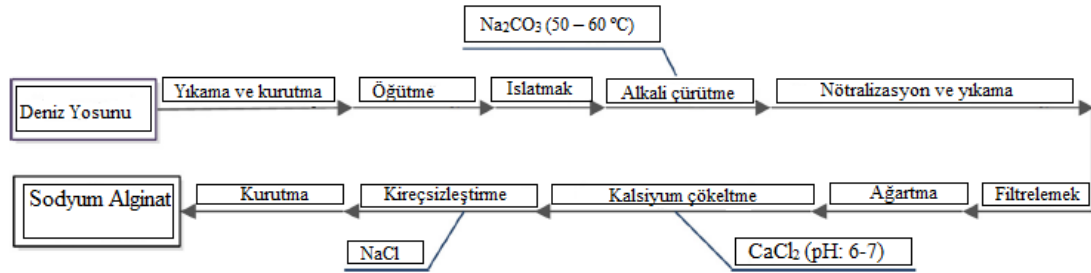 Na₂CO₃ (50 – 60 ºC)
Deniz Yosunu
Yıkama ve kurutma
Öğütme
Islatmak
Alkali çürütme
Nötralizasyon ve yıkama
Sodyum Alginat
Kurutma
Kireçsizleştirme
Kalsiyum çökeltme
Ağartma
Filtrelemek
NaCl
CaCl₂ (pH: 6-7)